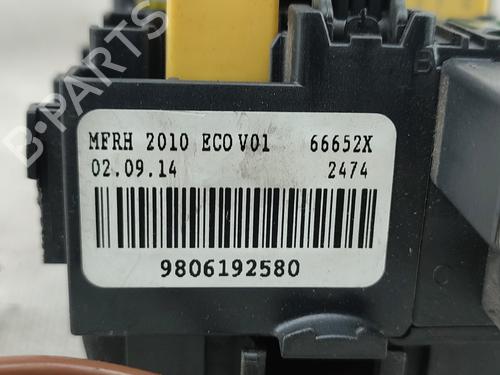 B-PARTS
MFRH 2010 ECO V01 66652X
02.09.14 2474
9806192580